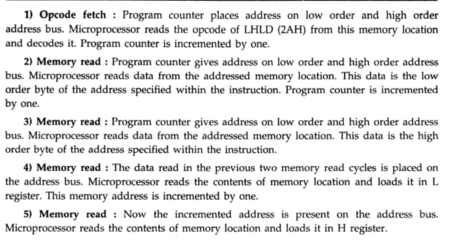 1) Opcode fetch : Program counter places address on low order and high order
address bus. Microprocessor reads the opcode of LHLD (2AH) from this memory location
and decodes it. Program counter is incremented by one.
2) Memory read : Program counter gives address on low order and high order address
bus. Microprocessor reads data from the addressed memory location. This data is the low
order byte of the address specified within the instruction. Program counter is incremented
by one.
3) Memory read : Program counter gives address on low order and high order address
bus. Microprocessor reads data from the addressed memory location. This data is the high
order byte of the address specified within the instruction.
4) Memory read : The data read in the previous two memory read cycles is placed on
the address bus. Microprocessor reads the contents of memory location and loads it in L
register. This memory address is incremented by one.
5) Memory read : Now the incremented address is present on the address bus.
Microprocessor reads the contents of memory location and loads it in H register.